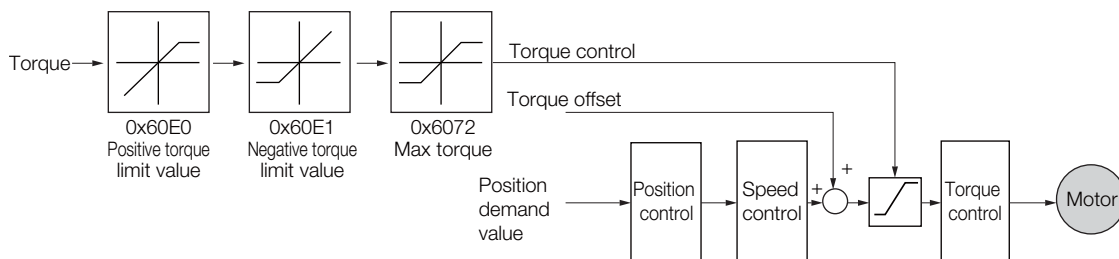 Torque
0x60E0
Positive torque
limit value
0x60E1
Negative torque
limit value
0x6072
Max torque
Torque control
Torque offset
Position
demand
value
Position
control
Speed
control
+
+
Torque
control
Motor